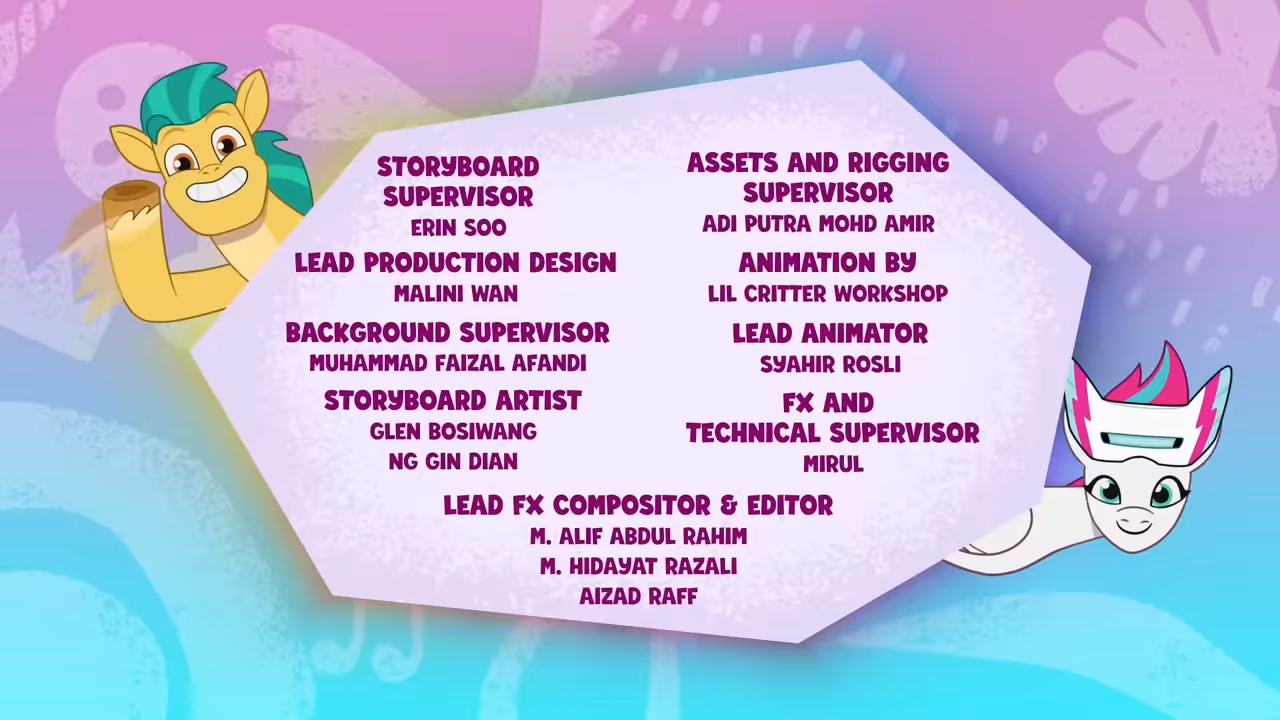 STORYBOARD
SUPERVISOR
ERIN SOO
LEAD PRODUCTION DESIGN
MALINI WAN
BACKGROUND SUPERVISOR
MUHAMMAD FAIZAL AFANDI
STORYBOARD ARTIST
GLEN BOSIWANG
NG GIN DIAN
ASSETS AND RIGGING
SUPERVISOR
ADI PUTRA MOHD AMIR
ANIMATION BY
LIL CRITTER WORKSHOP
LEAD ANIMATOR
SYAHIR ROSLI
FX AND
TECHNICAL SUPERVISOR
MIRUL
LEAD FX COMPOSITOR & EDITOR
M. ALIF ABDUL RAHIM
M. HIDAYAT RAZALI
AIZAD RAFF